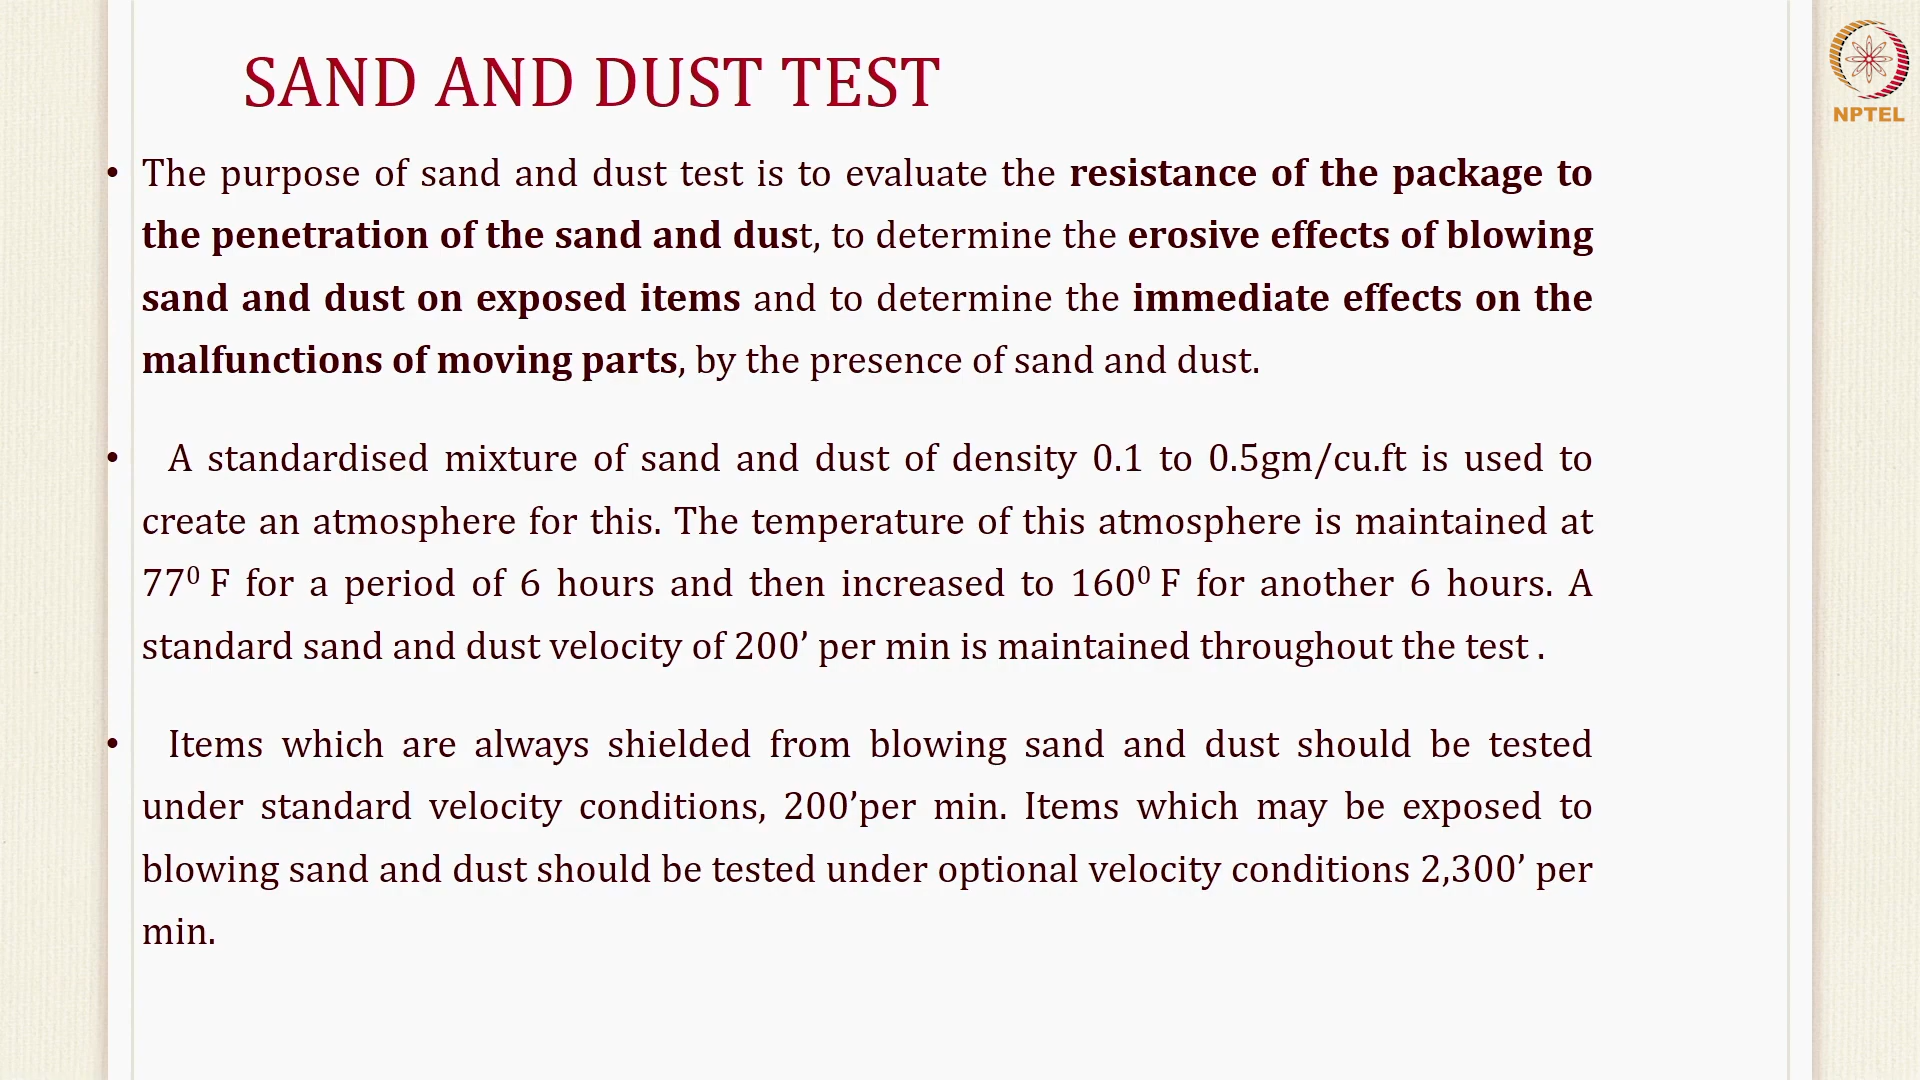 SAND AND DUST TEST
NPTEL
• The purpose of sand and dust test is to evaluate the resistance of the package to
the penetration of the sand and dust, to determine the erosive effects of blowing
sand and dust on exposed items and to determine the immediate effects on the
malfunctions of moving parts, by the presence of sand and dust.
• A standardised mixture of sand and dust of density 0.1 to 0.5gm/cu.ft is used to
create an atmosphere for this. The temperature of this atmosphere is maintained at
77⁰ F for a period of 6 hours and then increased to 160⁰ F for another 6 hours. A
standard sand and dust velocity of 200’ per min is maintained throughout the test .
• Items which are always shielded from blowing sand and dust should be tested
under standard velocity conditions, 200’per min. Items which may be exposed to
blowing sand and dust should be tested under optional velocity conditions 2,300’ per
min.